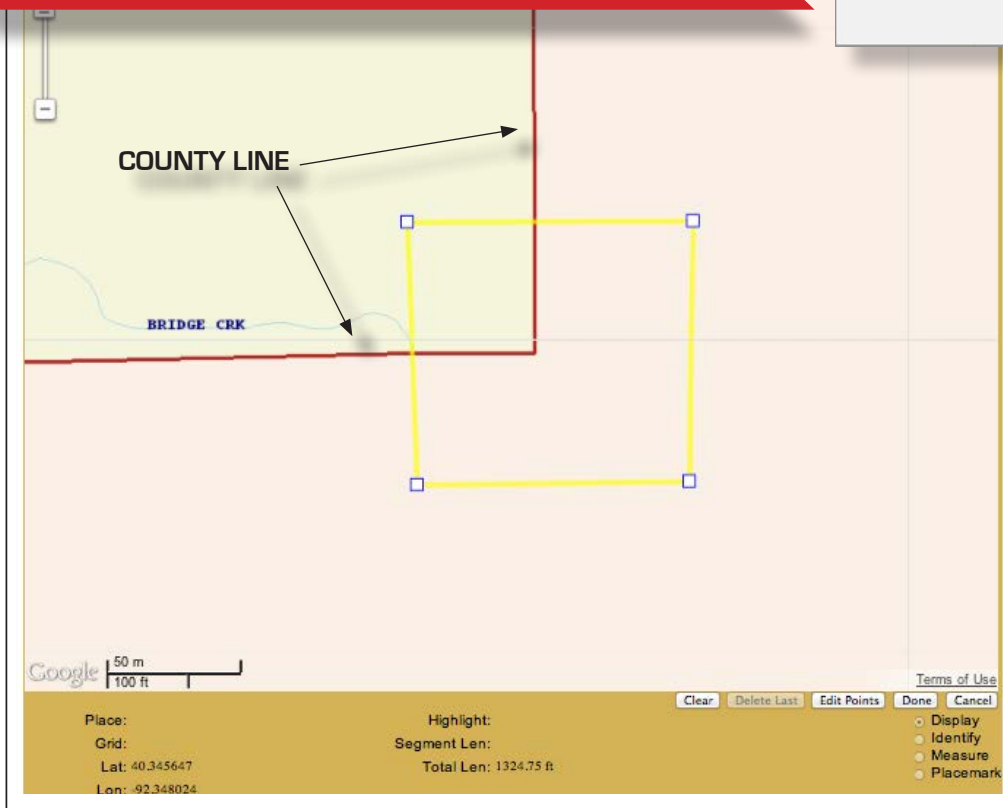 COUNTY LINE
BRIDGE CRK
Google
50 m
100 ft
Terms of Use
Clear Delete Last Edit Points Done Cancel
Place: Highlight: Display
Grid: Segment Len: Identify
Lat: 40.345647 Total Len: 1324.75 ft Measure
Lon: -92.348024 Placemark